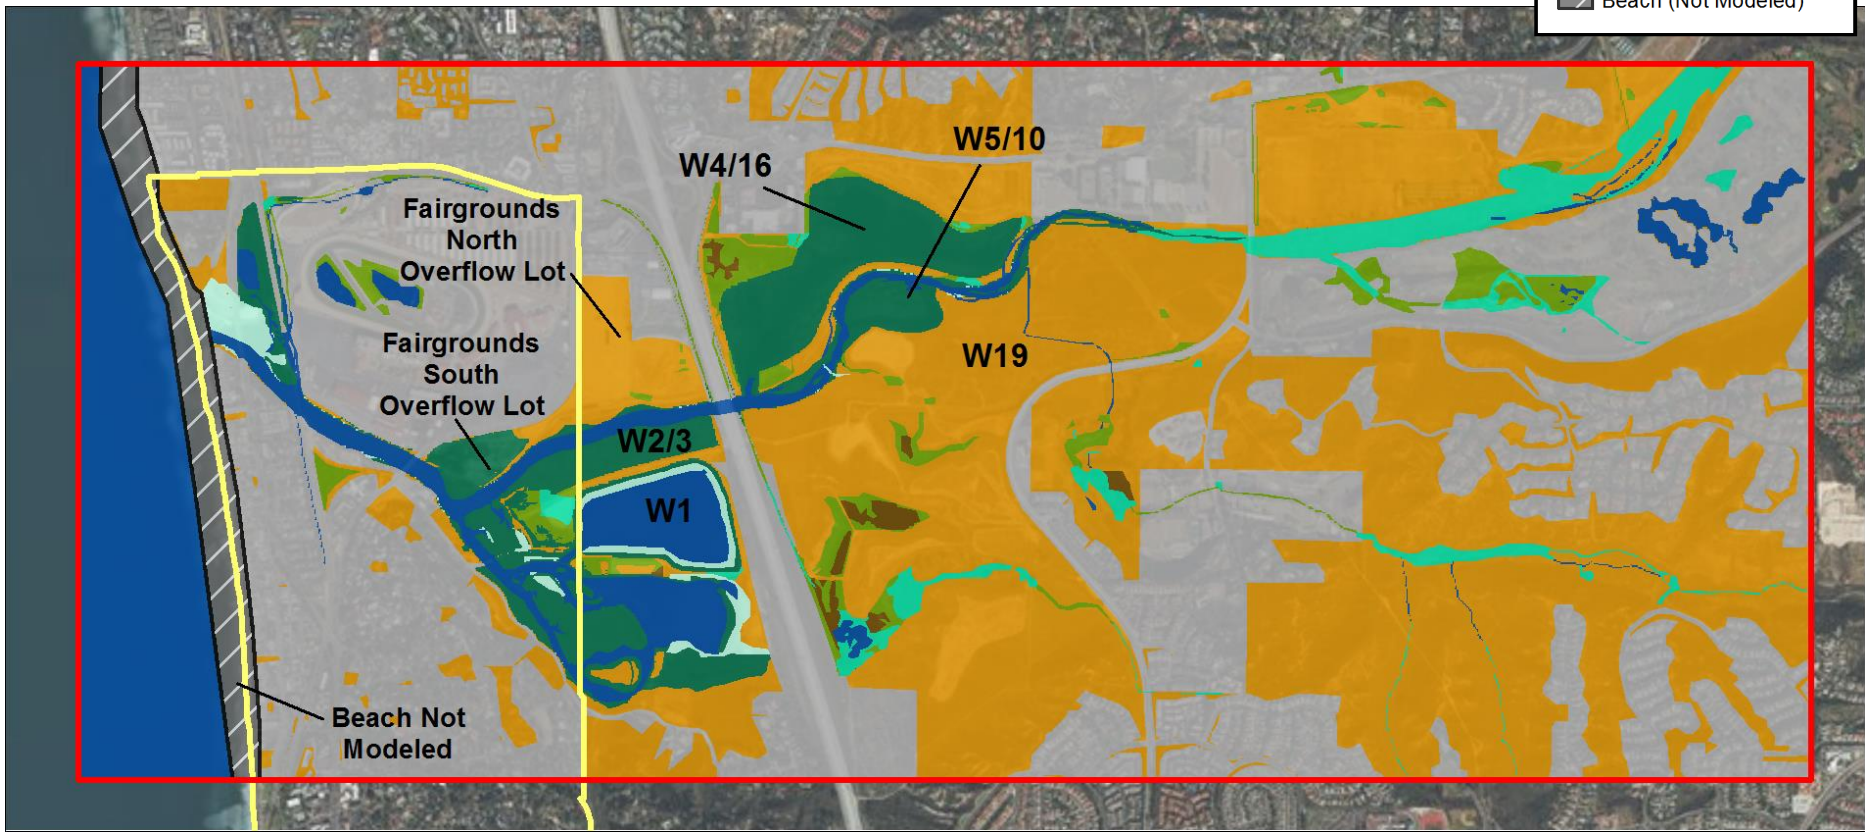 Beach (Not Modeled)
W5/10
W4/16
Fairgrounds
North
Overflow Lot
Fairgrounds
South
Overflow Lot
W19
W2/3
W1
Beach Not
Modeled